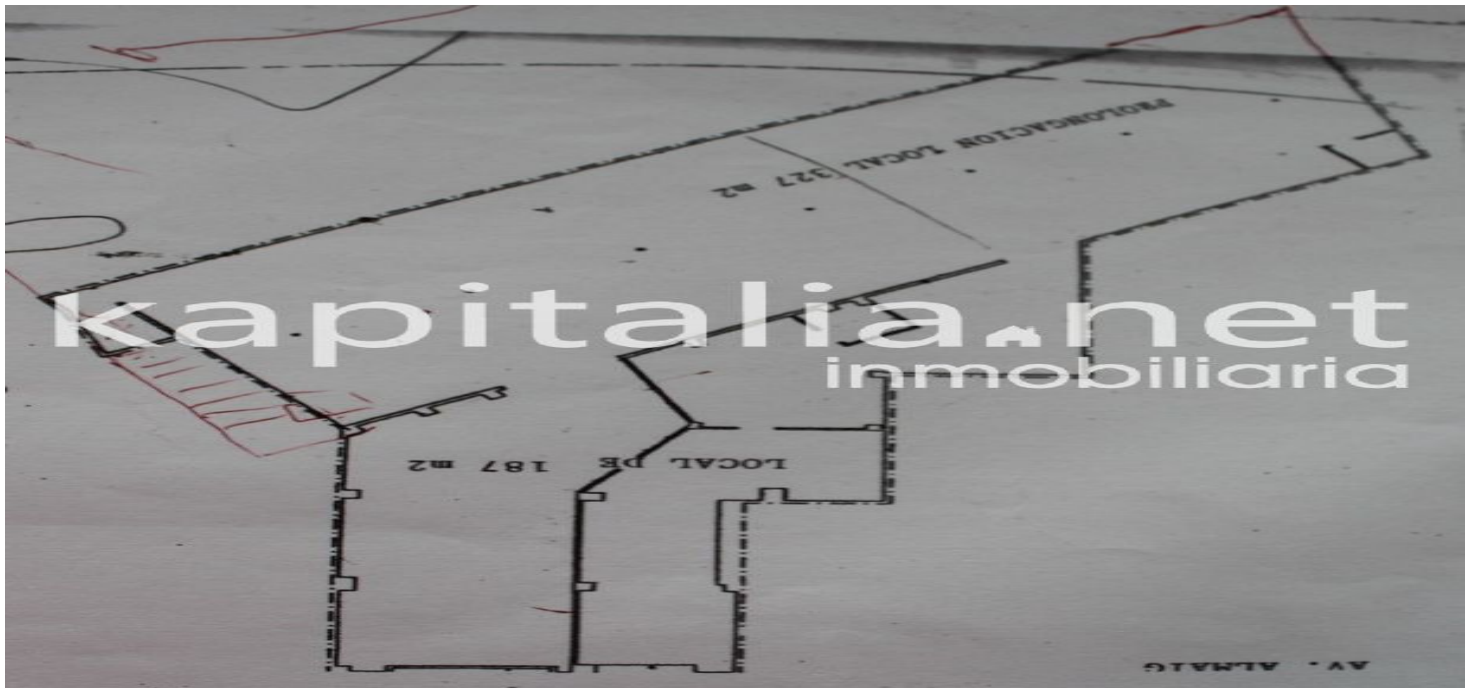 PROLONGACION LOCAL 327 m2
kapitalia.net
inmobiliaria
LOCAL DE 187 m2
AV. ALMAIG